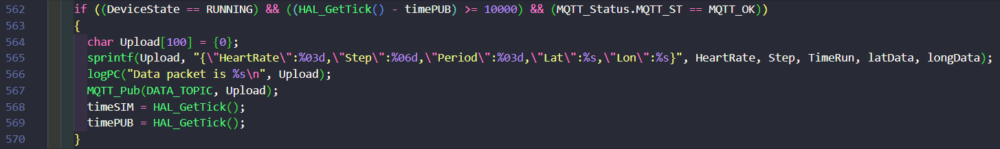 562 if ((DeviceState == RUNNING) && ((HAL_GetTick() - timePUB) >= 10000) && (MQTT_Status.MQTT_ST == MQTT_OK))
563 {
564 char Upload[100] = {0};
565 sprintf(Upload, "{\"HeartRate\":%03d,\"Step\":%06d,\"Period\":%03d,\"Lat\":%s,\"Lon\":%s}", HeartRate, Step, TimeRun, latData, longData);
566 logPC("Data packet is %s\n", Upload);
567 MQTT_Pub(DATA_TOPIC, Upload);
568 timeSIM = HAL_GetTick();
569 timePUB = HAL_GetTick();
570 }